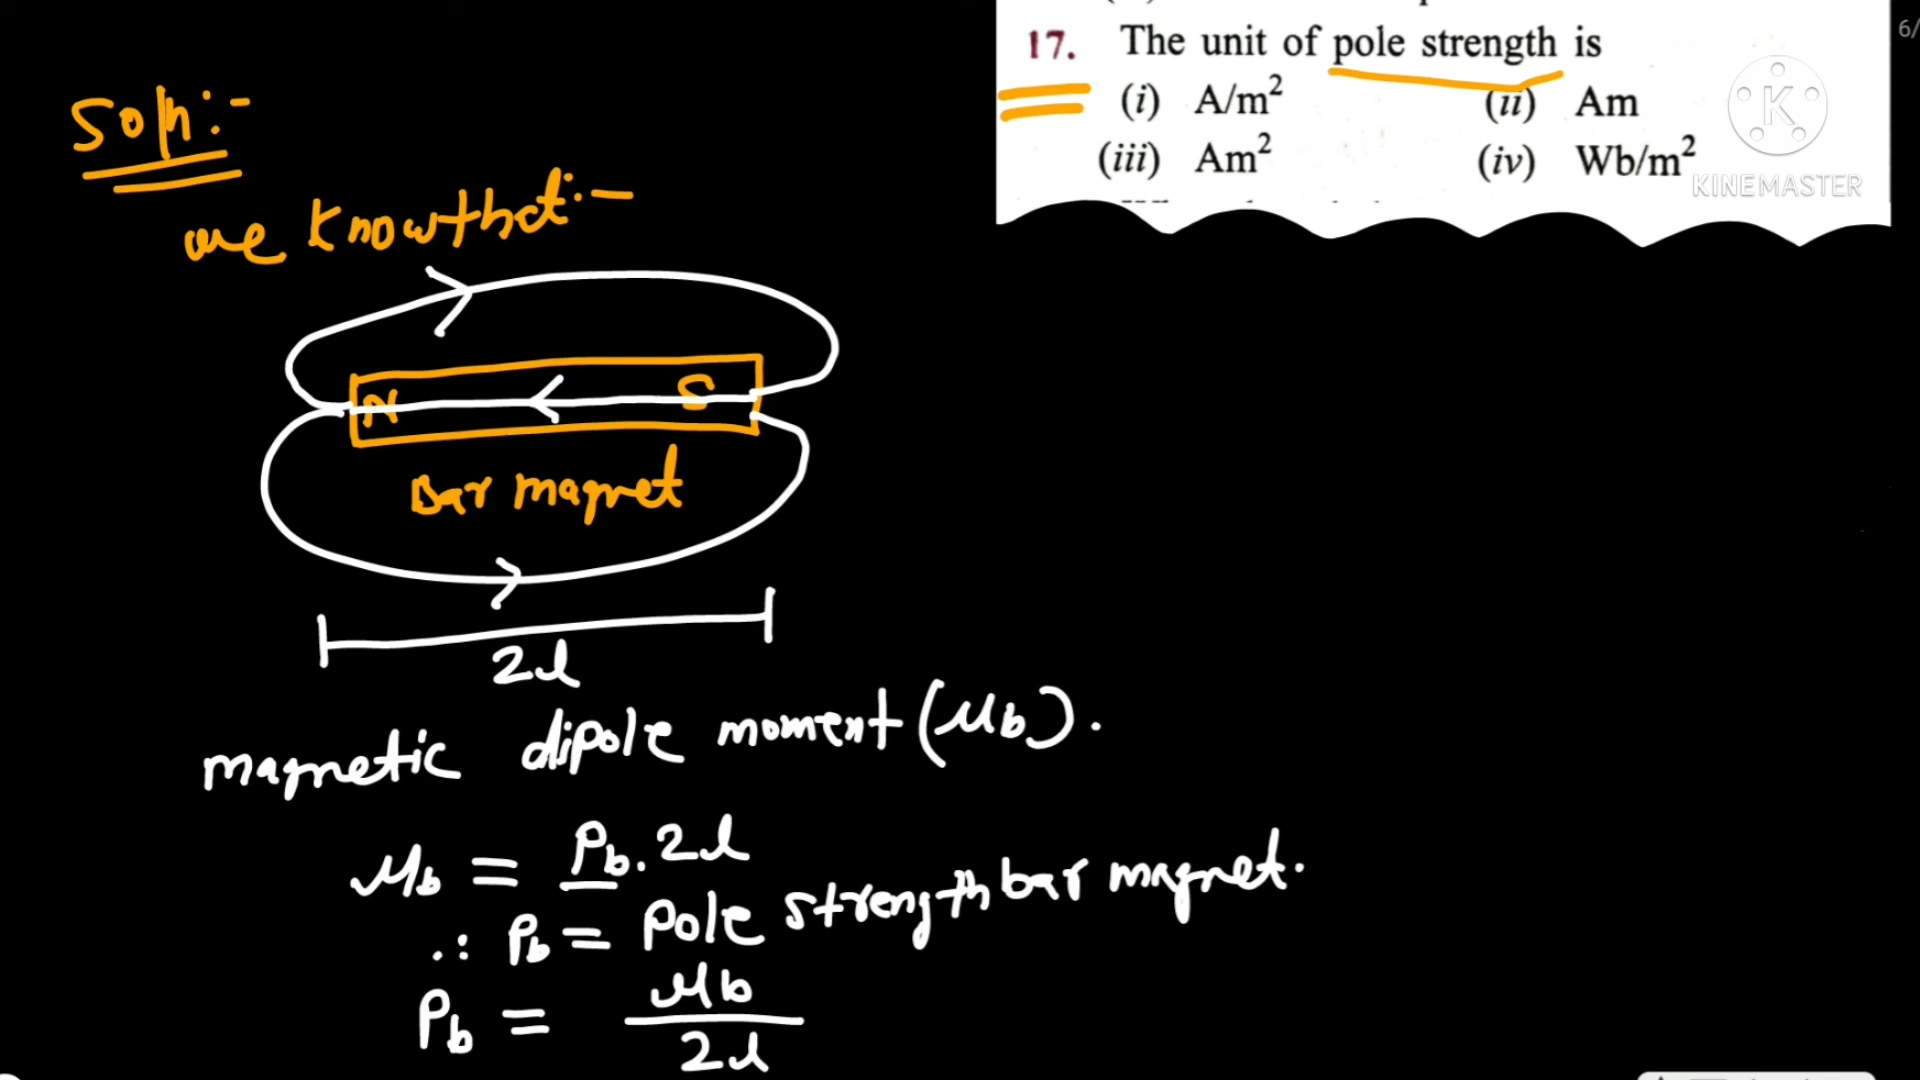 17. The unit of pole strength is
(i) A/m² (ii) Am
(iii) Am² (iv) Wb/m²
KINEMASTER
6/
Soln:-
we know that:-
N S
Bar magnet
2l
magnetic dipole moment (Mb).
Mb = Pb.2l
∴ Pb = pole strength bar magnet.
Pb = Mb
2l